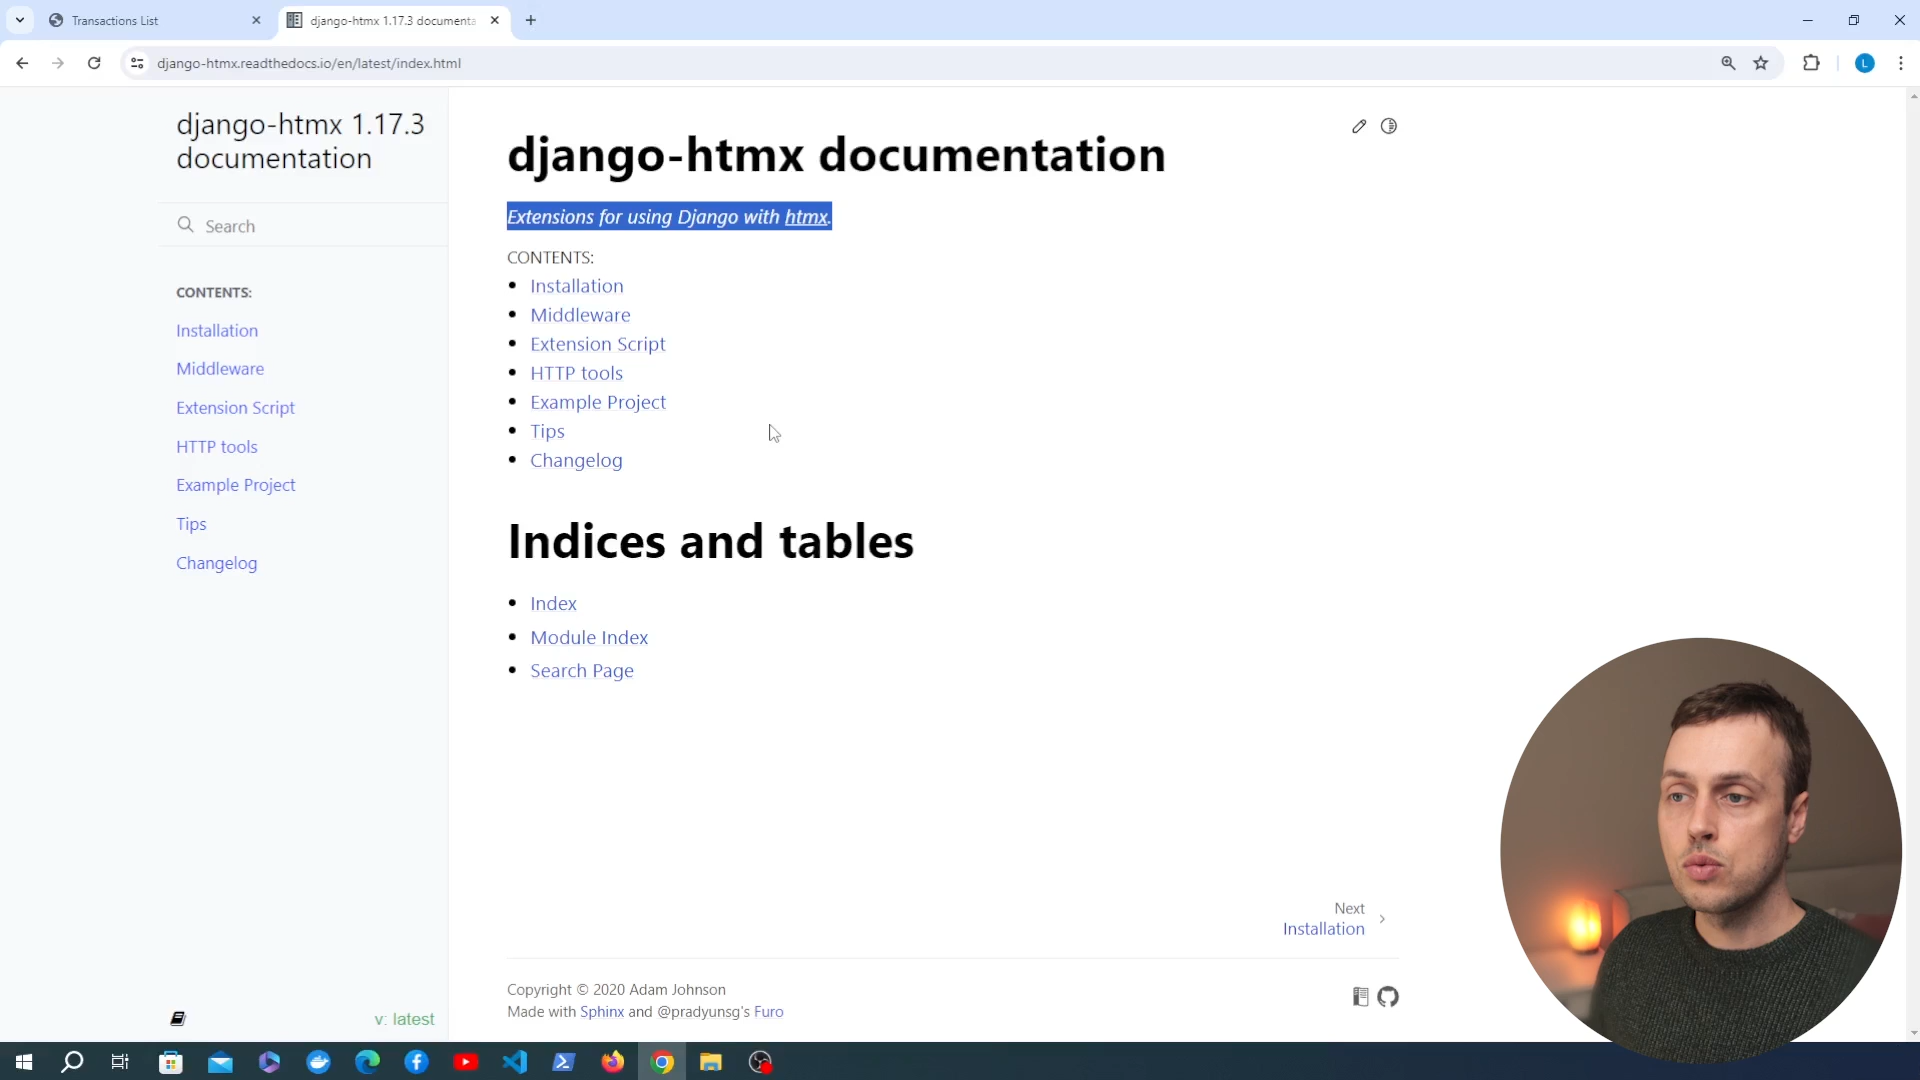 Transactions List
django-htmx 1.17.3 documenta
django-htmx.readthedocs.io/en/latest/index.html
L
django-htmx 1.17.3
documentation
Search
CONTENTS:
Installation
Middleware
Extension Script
HTTP tools
Example Project
Tips
Changelog
v: latest
django-htmx documentation
Extensions for using Django with htmx.
CONTENTS:
Installation
Middleware
Extension Script
HTTP tools
Example Project
Tips
Changelog
Indices and tables
Index
Module Index
Search Page
Next
Installation
Copyright © 2020 Adam Johnson
Made with Sphinx and @pradyunsg's Furo